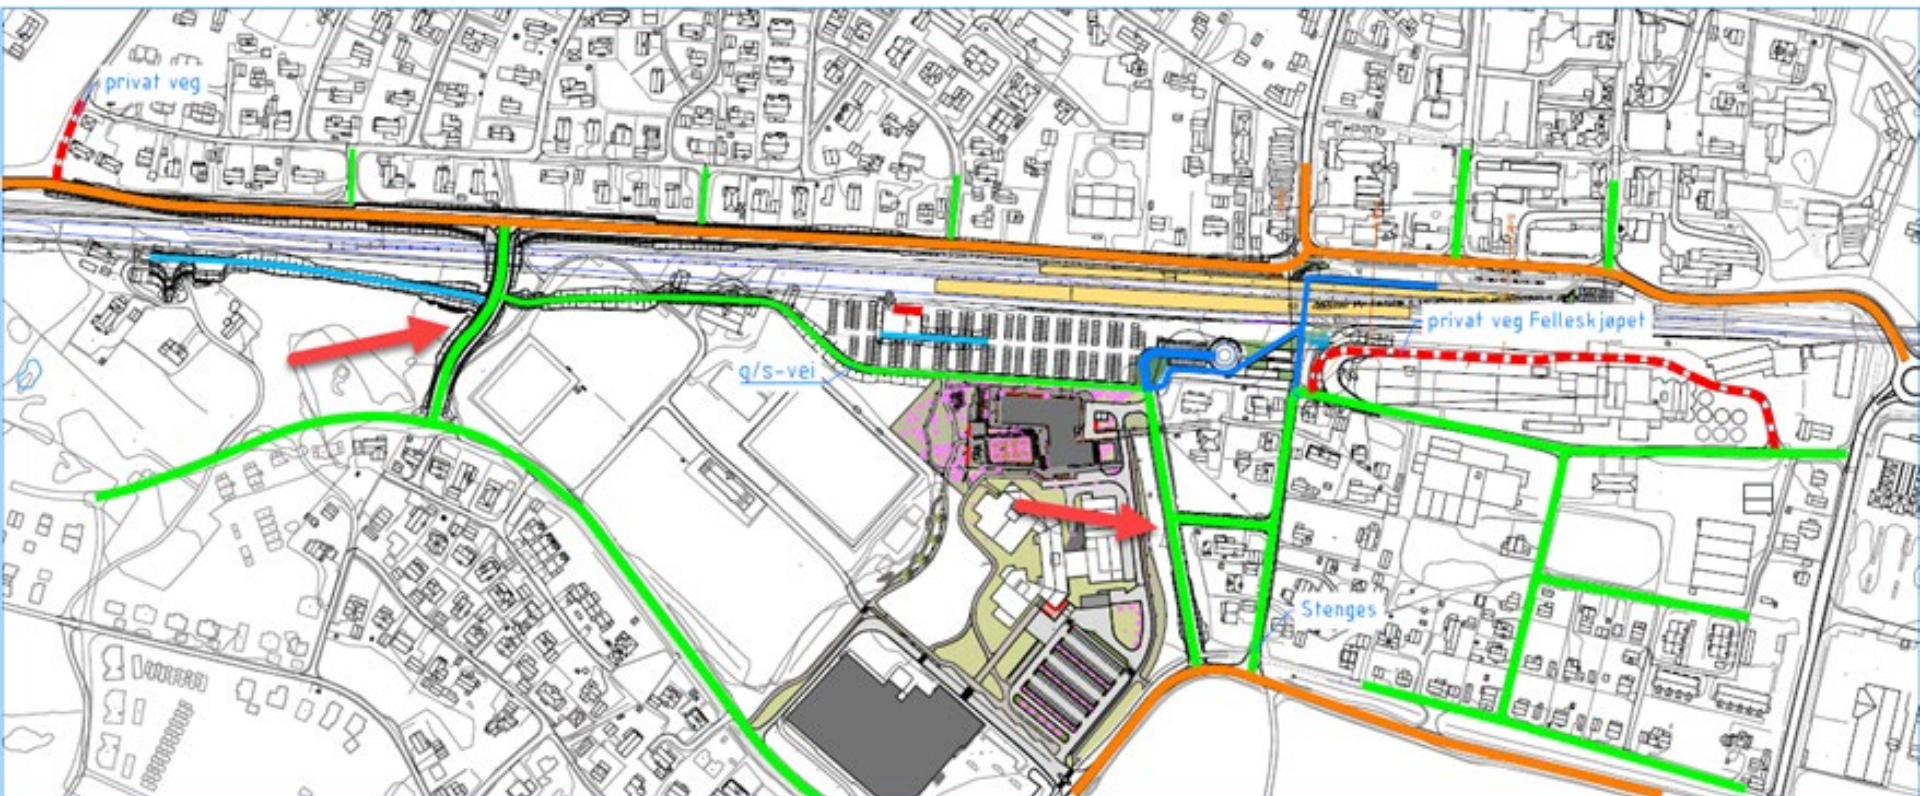 privat veg
privat veg Felleskjøpet
g/s-vei
Stenges